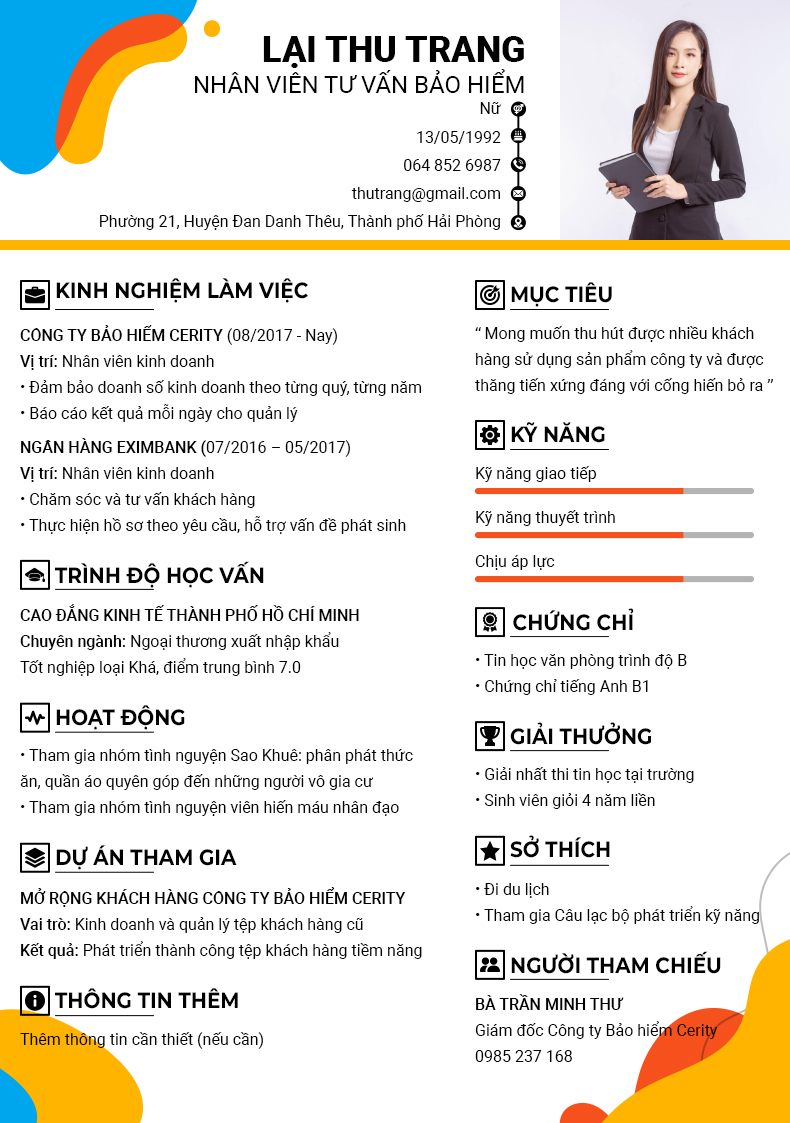 LẠI THU TRANG
NHÂN VIÊN TƯ VẤN BẢO HIỂM
Nữ
13/05/1992
064 852 6987
thutrang@gmail.com
Phường 21, Huyện Đan Danh Thêu, Thành phố Hải Phòng
KINH NGHIỆM LÀM VIỆC
CÔNG TY BẢO HIỂM CERITY (08/2017 - Nay)
Vị trí: Nhân viên kinh doanh
• Đảm bảo doanh số kinh doanh theo từng quý, từng năm
• Báo cáo kết quả mỗi ngày cho quản lý
NGÂN HÀNG EXIMBANK (07/2016 – 05/2017)
Vị trí: Nhân viên kinh doanh
• Chăm sóc và tư vấn khách hàng
• Thực hiện hồ sơ theo yêu cầu, hỗ trợ vấn đề phát sinh
TRÌNH ĐỘ HỌC VẤN
CAO ĐẲNG KINH TẾ THÀNH PHỐ HỒ CHÍ MINH
Chuyên ngành: Ngoại thương xuất nhập khẩu
Tốt nghiệp loại Khá, điểm trung bình 7.0
HOẠT ĐỘNG
• Tham gia nhóm tình nguyện Sao Khuê: phân phát thức
ăn, quần áo quyên góp đến những người vô gia cư
• Tham gia nhóm tình nguyện viên hiến máu nhân đạo
DỰ ÁN THAM GIA
MỞ RỘNG KHÁCH HÀNG CÔNG TY BẢO HIỂM CERITY
Vai trò: Kinh doanh và quản lý tệp khách hàng cũ
Kết quả: Phát triển thành công tệp khách hàng tiềm năng
THÔNG TIN THÊM
Thêm thông tin cần thiết (nếu cần)
MỤC TIÊU
“ Mong muốn thu hút được nhiều khách
hàng sử dụng sản phẩm công ty và được
thăng tiến xứng đáng với cống hiến bỏ ra ”
KỸ NĂNG
Kỹ năng giao tiếp
Kỹ năng thuyết trình
Chịu áp lực
CHỨNG CHỈ
• Tin học văn phòng trình độ B
• Chứng chỉ tiếng Anh B1
GIẢI THƯỞNG
• Giải nhất thi tin học tại trường
• Sinh viên giỏi 4 năm liền
SỞ THÍCH
• Đi du lịch
• Tham gia Câu lạc bộ phát triển kỹ năng
NGƯỜI THAM CHIẾU
BÀ TRẦN MINH THƯ
Giám đốc Công ty Bảo hiểm Cerity
0985 237 168